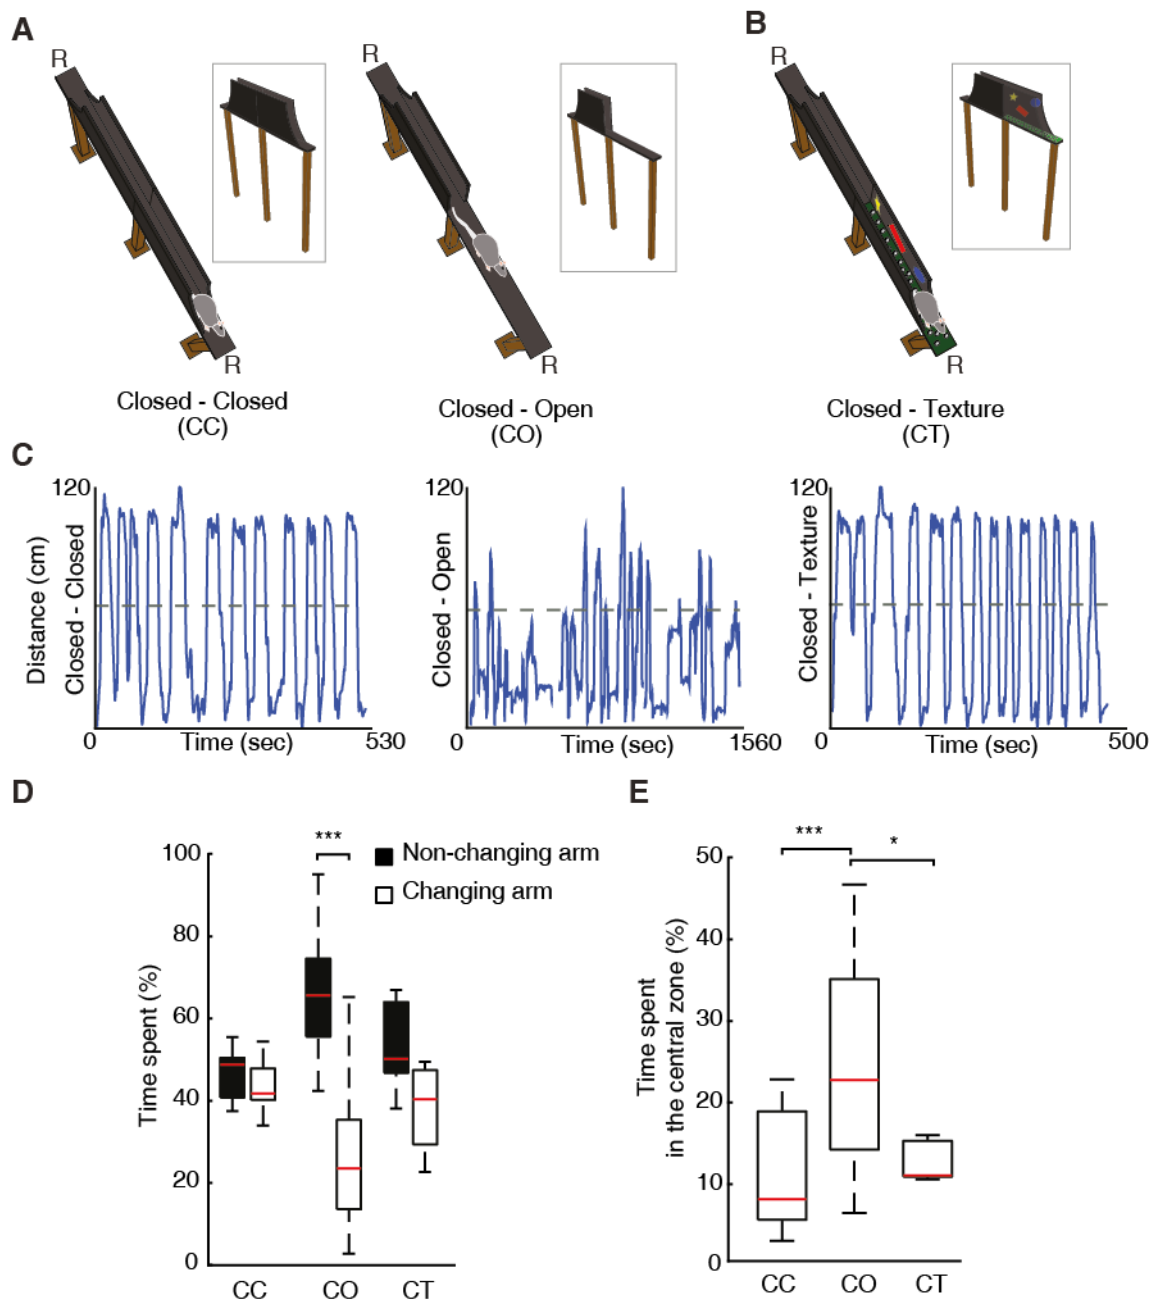 A
B
R
R
R
R
R
R
Closed - Closed
(CC)
Closed - Open
(CO)
Closed - Texture
(CT)
C
120
Distance (cm)
Closed - Closed
0
Time (sec)
530
120
Closed - Open
0
Time (sec)
1560
120
Closed - Texture
0
Time (sec)
500
D
Time spent (%)
100
80
60
40
20
0
***
Non-changing arm
Changing arm
CC
CO
CT
E
Time spent
in the central zone (%)
50
40
30
20
10
0
***
*
CC
CO
CT